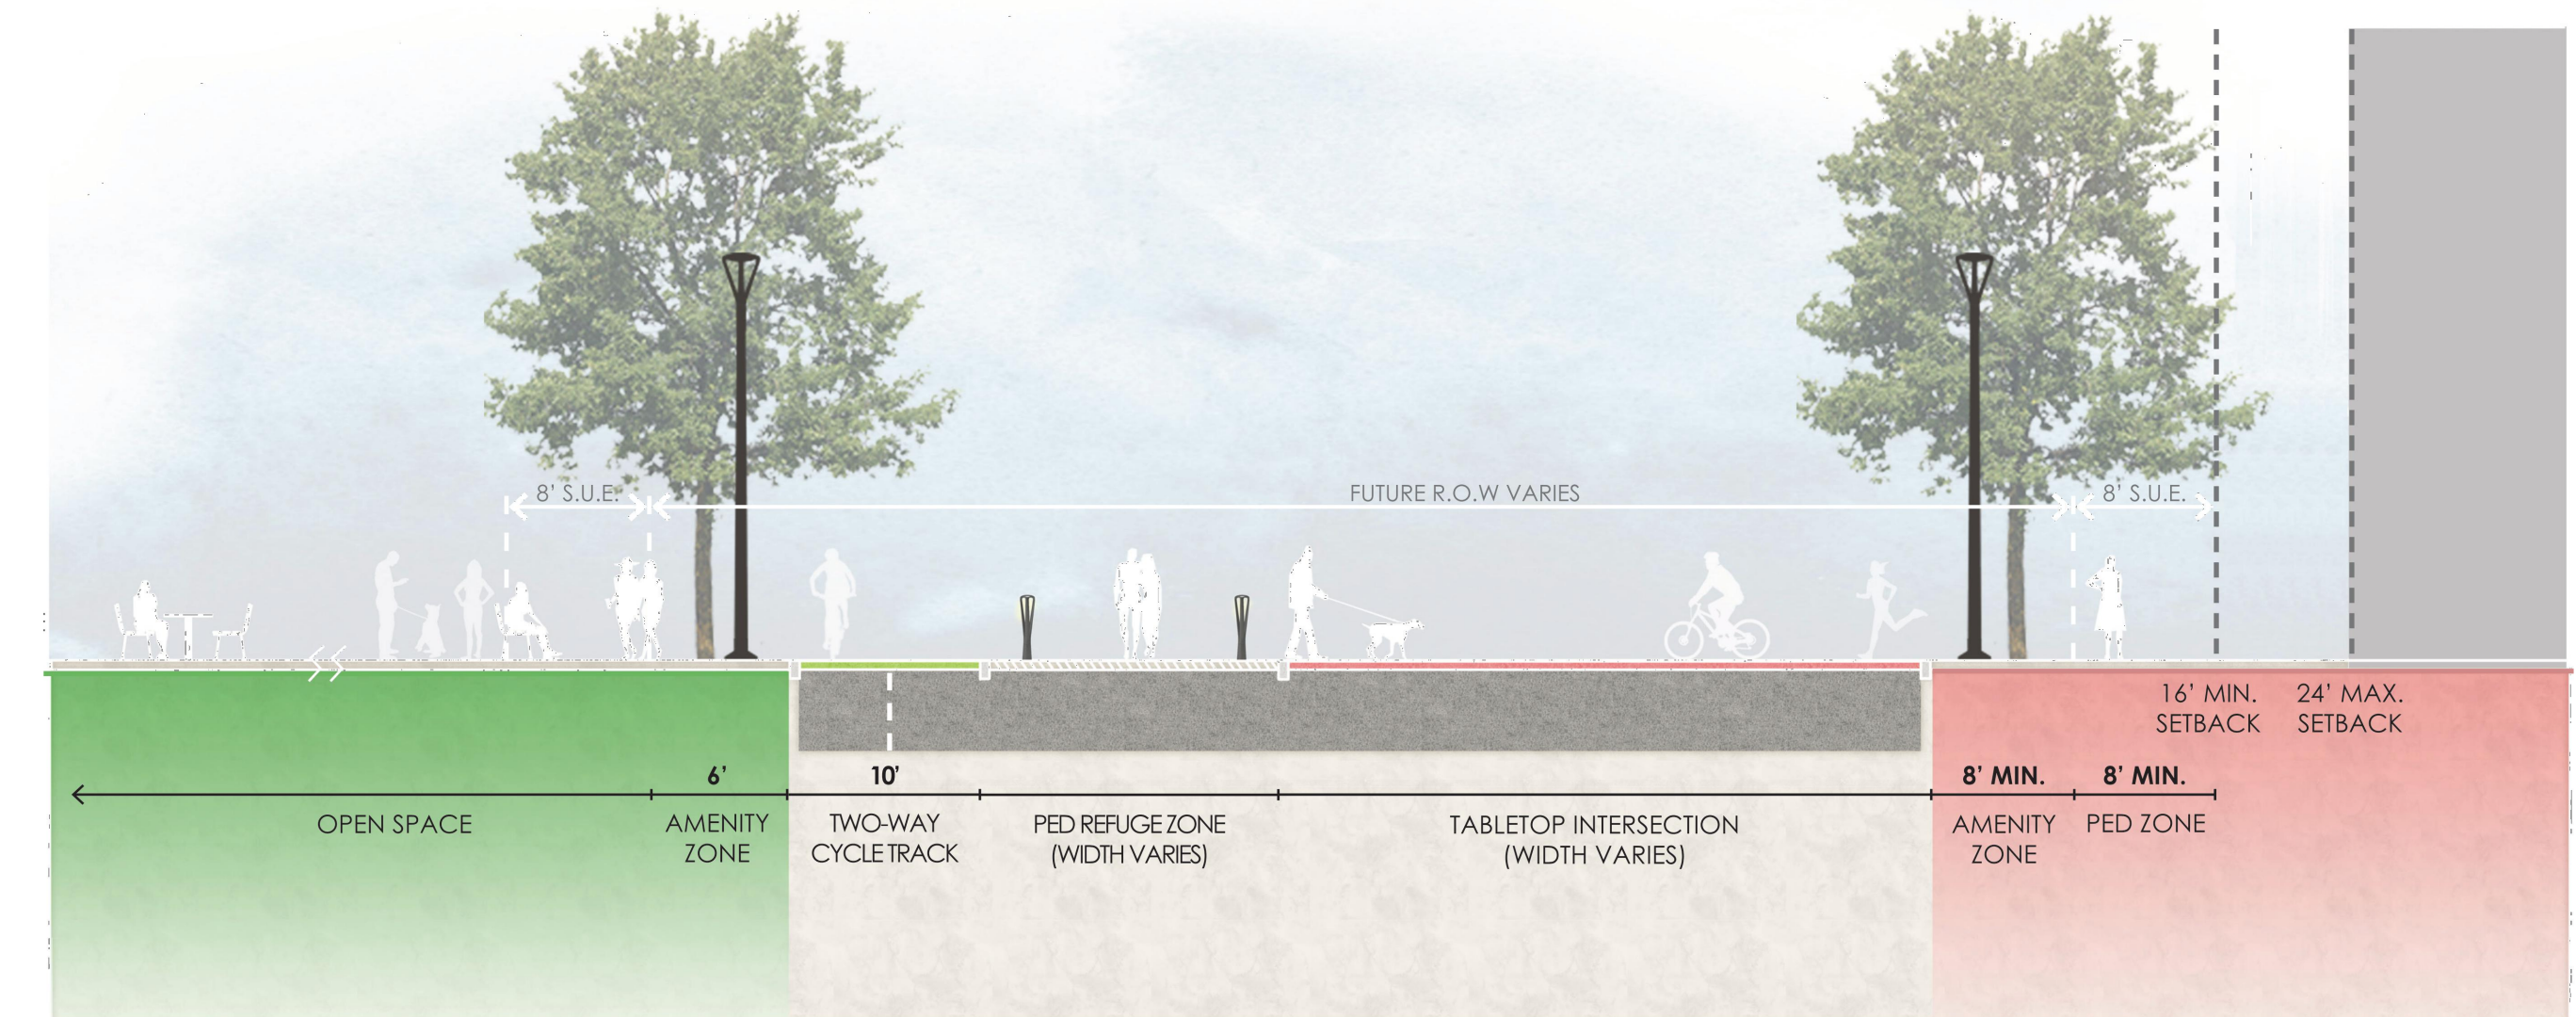 8' S.U.E.
FUTURE R.O.W VARIES
8' S.U.E.
16' MIN.
SETBACK
24' MAX.
SETBACK
6'
10'
8' MIN.
8' MIN.
OPEN SPACE
AMENITY
ZONE
TWO-WAY
CYCLE TRACK
PED REFUGE ZONE
(WIDTH VARIES)
TABLETOP INTERSECTION
(WIDTH VARIES)
AMENITY
ZONE
PED ZONE